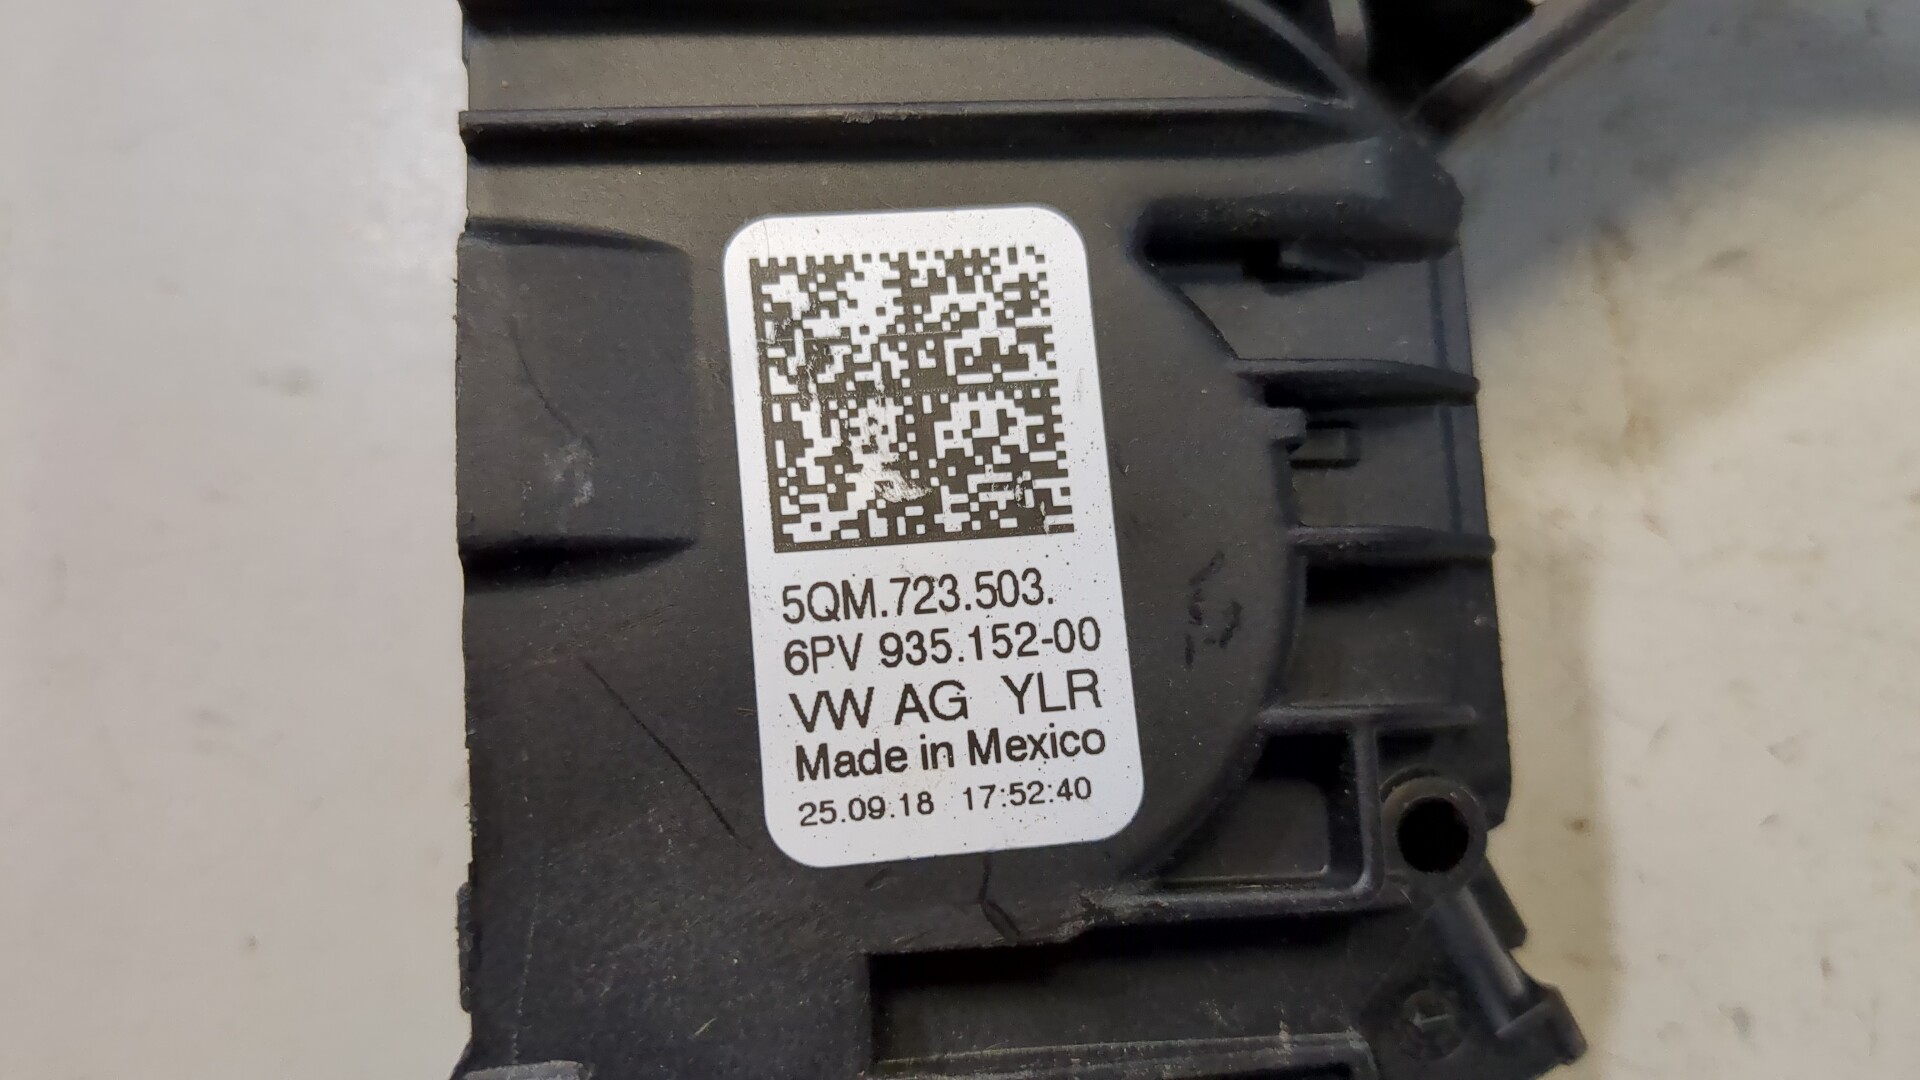 5QM.723.503.
6PV 935.152-00
VW AG YLR
Made in Mexico
25.09.18 17:52:40